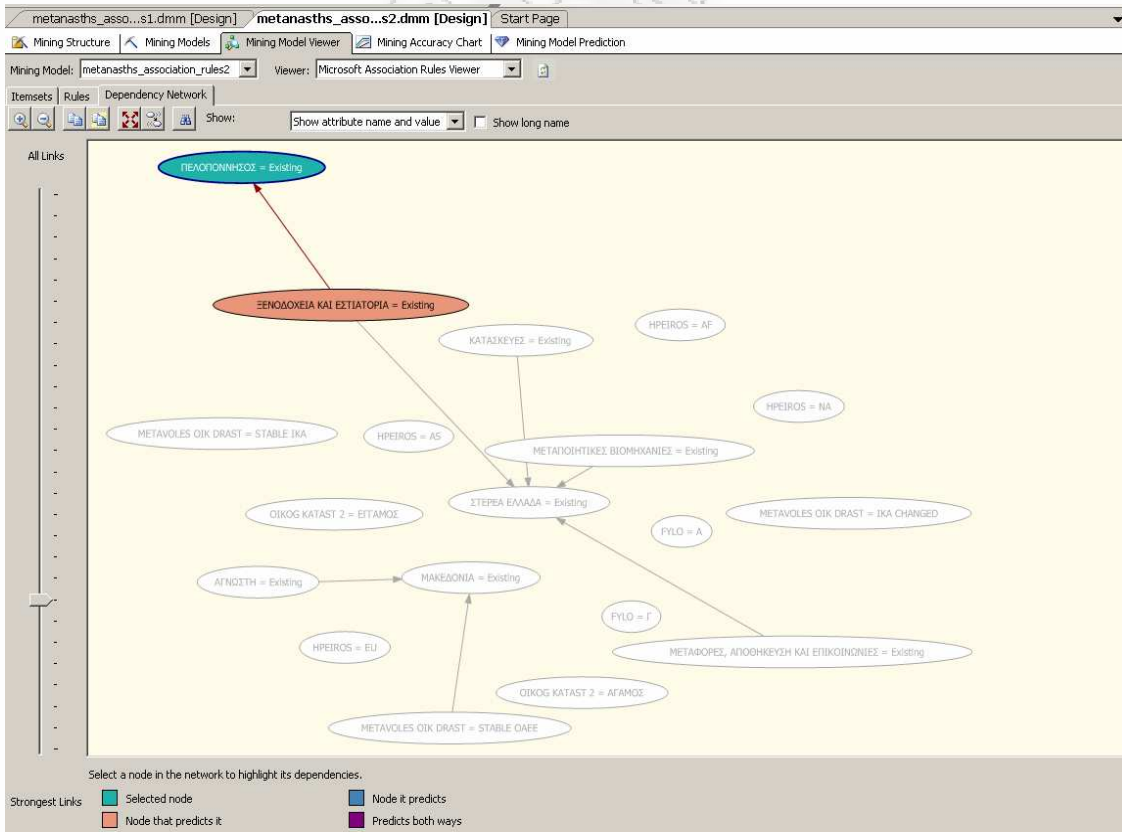 metanasths_asso...s1.dmm [Design] metanasths_asso...s2.dmm [Design] Start Page
Mining Structure Mining Models Mining Model Viewer Mining Accuracy Chart Mining Model Prediction
Mining Model: metanasths_association_rules2 Viewer: Microsoft Association Rules Viewer
Itemsets Rules Dependency Network
Show: Show attribute name and value Show long name
All Links
ΠΕΛΟΠΟΝΝΗΣΟΣ = Existing
ΞΕΝΟΔΟΧΕΙΑ ΚΑΙ ΕΣΤΙΑΤΟΡΙΑ = Existing
HPEIROS = AF
ΚΑΤΑΣΚΕΥΕΣ = Existing
HPEIROS = NA
METAVOLES OIK DRAST = STABLE IKA
HPEIROS = AS
ΜΕΤΑΠΟΙΗΤΙΚΕΣ ΒΙΟΜΗΧΑΝΙΕΣ = Existing
ΣΤΕΡΕΑ ΕΛΛΑΔΑ = Existing
OIKOG KATAST 2 = ΕΓΓΑΜΟΣ
METAVOLES OIK DRAST = IKA CHANGED
FYLO = Α
ΜΑΚΕΔΟΝΙΑ = Existing
ΑΓΝΩΣΤΗ = Existing
FYLO = Γ
HPEIROS = EU
ΜΕΤΑΦΟΡΕΣ, ΑΠΟΘΗΚΕΥΣΗ ΚΑΙ ΕΠΙΚΟΙΝΩΝΙΕΣ = Existing
OIKOG KATAST 2 = ΑΓΑΜΟΣ
METAVOLES OIK DRAST = STABLE OAEE
Select a node in the network to highlight its dependencies.
Strongest Links Selected node Node it predicts
Node that predicts it Predicts both ways